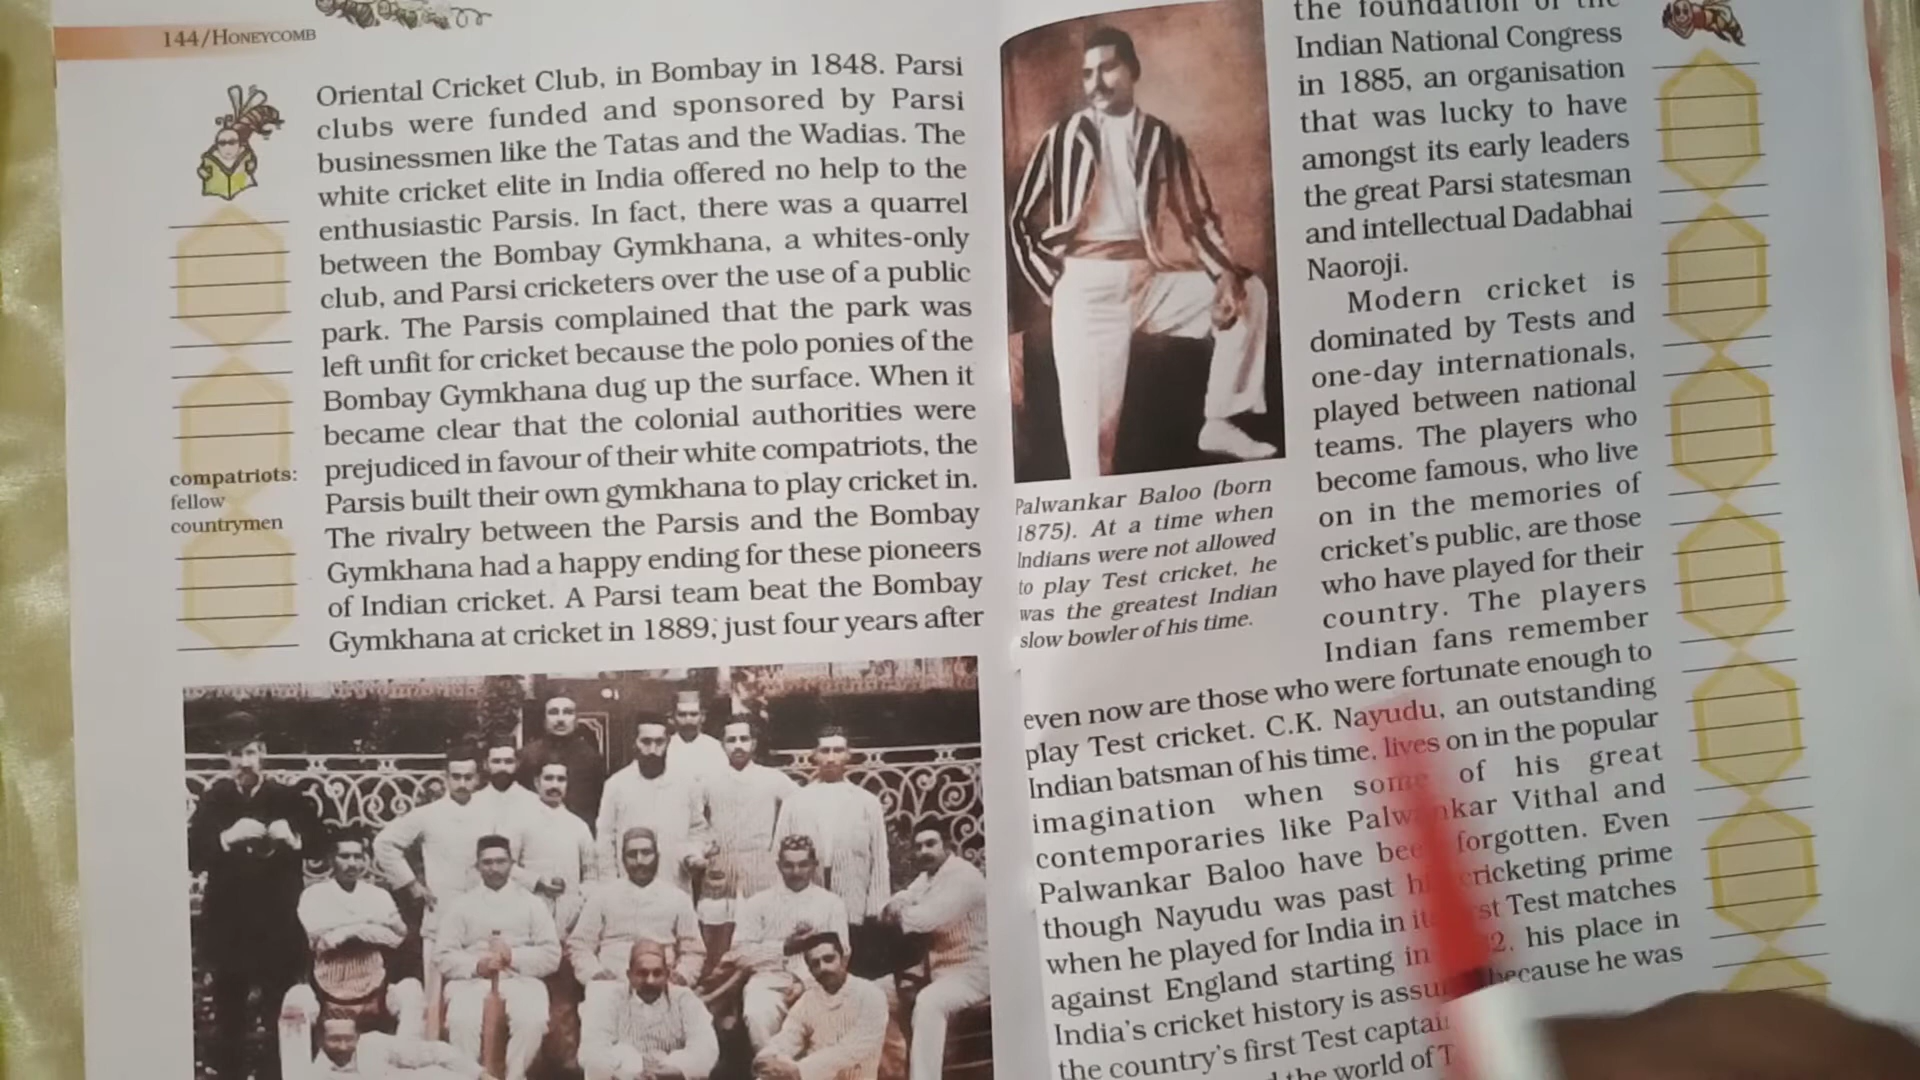 144/HONEYCOMB
Oriental Cricket Club, in Bombay in 1848. Parsi
clubs were funded and sponsored by Parsi
businessmen like the Tatas and the Wadias. The
white cricket elite in India offered no help to the
enthusiastic Parsis. In fact, there was a quarrel
between the Bombay Gymkhana, a whites-only
club, and Parsi cricketers over the use of a public
park. The Parsis complained that the park was
left unfit for cricket because the polo ponies of the
Bombay Gymkhana dug up the surface. When it
became clear that the colonial authorities were
prejudiced in favour of their white compatriots, the
Parsis built their own gymkhana to play cricket in.
The rivalry between the Parsis and the Bombay
Gymkhana had a happy ending for these pioneers
of Indian cricket. A Parsi team beat the Bombay
Gymkhana at cricket in 1889, just four years after
compatriots:
fellow
countrymen
the foundation of the
Indian National Congress
in 1885, an organisation
that was lucky to have
amongst its early leaders
the great Parsi statesman
and intellectual Dadabhai
Naoroji.
Modern cricket is
dominated by Tests and
one-day internationals,
played between national
teams. The players who
become famous, who live
on in the memories of
cricket's public, are those
who have played for their
country. The players
Indian fans remember
even now are those who were fortunate enough to
play Test cricket. C.K. Nayudu, an outstanding
Indian batsman of his time, lives on in the popular
imagination when some of his great
contemporaries like Palwankar Vithal and
Palwankar Baloo have been forgotten. Even
though Nayudu was past his cricketing prime
when he played for India in its first Test matches
against England starting in his place in
India's cricket history is because he was
the country's first Test captain
the world of
Palwankar Baloo (born
1875). At a time when
Indians were not allowed
to play Test cricket, he
was the greatest Indian
slow bowler of his time.